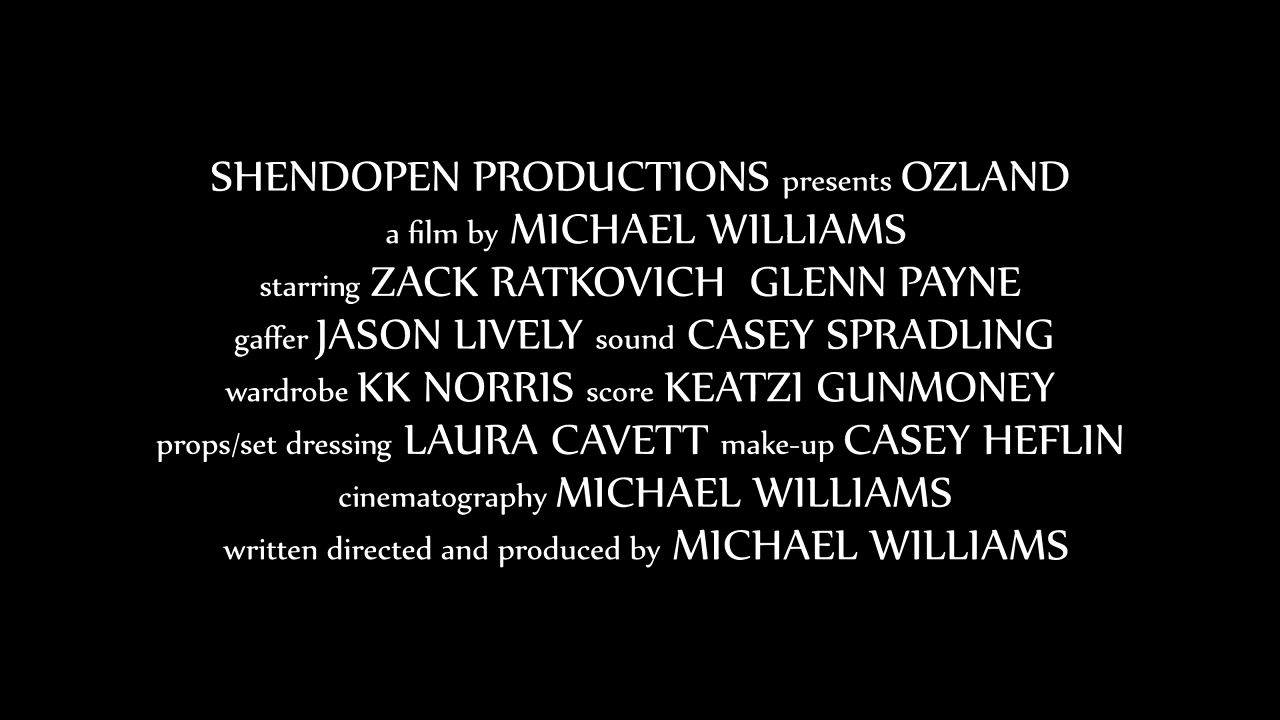 SHENDOPEN PRODUCTIONS presents OZLAND
a film by MICHAEL WILLIAMS
starring ZACK RATKOVICH GLENN PAYNE
gaffer JASON LIVELY sound CASEY SPRADLING
wardrobe KK NORRIS score KEATZI GUNMONEY
props/set dressing LAURA CAVETT make-up CASEY HEFLIN
cinematography MICHAEL WILLIAMS
written directed and produced by MICHAEL WILLIAMS